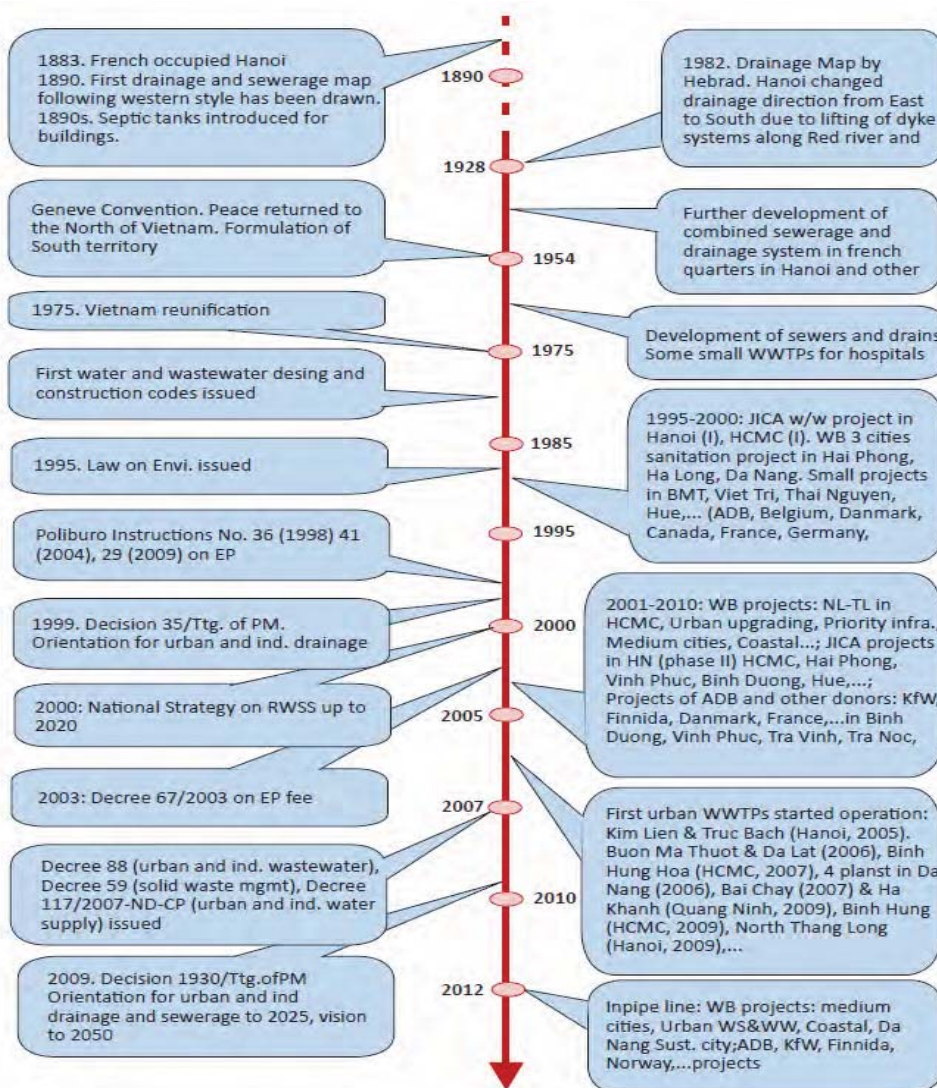 1883. French occupied Hanoi
1890. First drainage and sewerage map
following western style has been drawn.
1890s. Septic tanks introduced for
buildings.
1890
1982. Drainage Map by
Hebrad. Hanoi changed
drainage direction from East
to South due to lifting of dyke
systems along Red river and
1928
Geneve Convention. Peace returned to
the North of Vietnam. Formulation of
South territory
Further development of
combined sewerage and
drainage system in french
quarters in Hanoi and other
1954
1975. Vietnam reunification
Development of sewers and drains
Some small WWTPs for hospitals
1975
First water and wastewater desing and
construction codes issued
1985
1995-2000: JICA w/w project in
Hanoi (I), HCMC (I). WB 3 cities
sanitation project in Hai Phong,
Ha Long, Da Nang. Small projects
in BMT, Viet Tri, Thai Nguyen,
Hue,... (ADB, Belgium, Danmark,
Canada, France, Germany,
1995. Law on Envi. issued
1995
Poliburo Instructions No. 36 (1998) 41
(2004), 29 (2009) on EP
1999. Decision 35/Ttg. of PM.
Orientation for urban and ind. drainage
2000
2001-2010: WB projects: NL-TL in
HCMC, Urban upgrading, Priority infra.,
Medium cities, Coastal...; JICA projects
in HN (phase II) HCMC, Hai Phong,
Vinh Phuc, Binh Duong, Hue,...;
Projects of ADB and other donors: KfW,
Finnida, Danmark, France,...in Binh
Duong, Vinh Phuc, Tra Vinh, Tra Noc,
2000: National Strategy on RWSS up to
2020
2005
2003: Decree 67/2003 on EP fee
2007
First urban WWTPs started operation:
Kim Lien & Truc Bach (Hanoi, 2005).
Buon Ma Thuot & Da Lat (2006), Binh
Hung Hoa (HCMC, 2007), 4 planst in Da
Nang (2006), Bai Chay (2007) & Ha
Khanh (Quang Ninh, 2009), Binh Hung
(HCMC, 2009), North Thang Long
(Hanoi, 2009),...
Decree 88 (urban and ind. wastewater),
Decree 59 (solid waste mgmt), Decree
117/2007-ND-CP (urban and ind. water
supply) issued
2010
2009. Decision 1930/Ttg.ofPM
Orientation for urban and ind
drainage and sewerage to 2025, vision
to 2050
2012
Inpipe line: WB projects: medium
cities, Urban WS&WW, Coastal, Da
Nang Sust. city;ADB, KfW, Finnida,
Norway,...projects